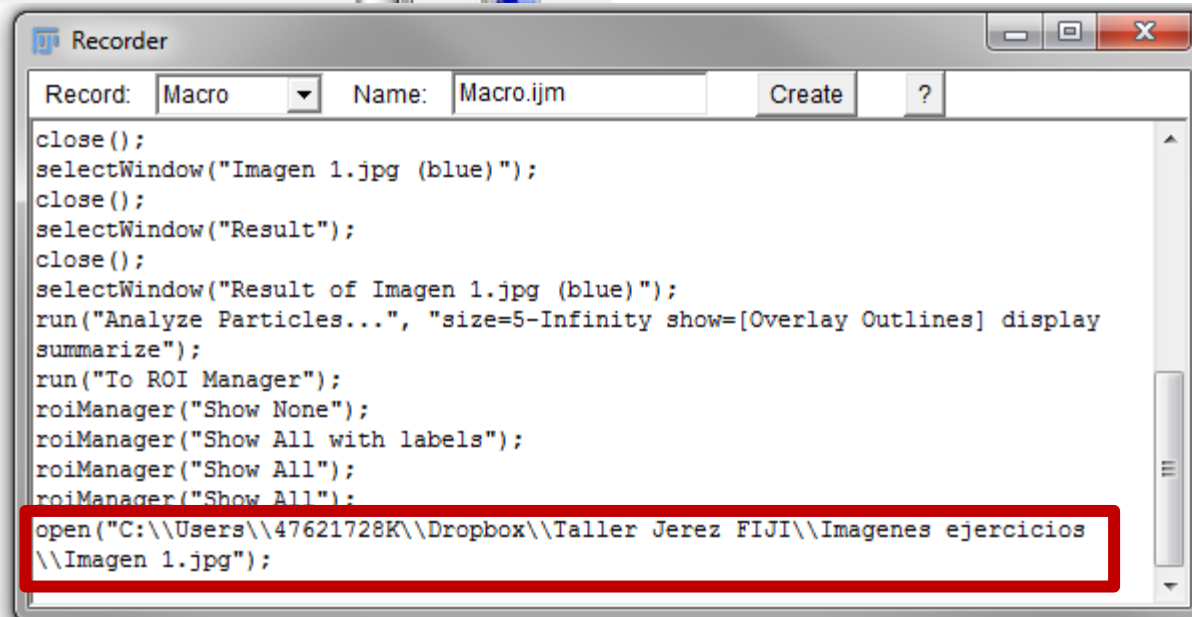 Recorder
Record: Macro Name: Macro.ijm Create ?
close();
selectWindow("Imagen 1.jpg (blue)");
close();
selectWindow("Result");
close();
selectWindow("Result of Imagen 1.jpg (blue)");
run("Analyze Particles...", "size=5-Infinity show=[Overlay Outlines] display
summarize");
run("To ROI Manager");
roiManager("Show None");
roiManager("Show All with labels");
roiManager("Show All");
roiManager("Show All");
open("C:\\Users\\47621728K\\Dropbox\\Taller Jerez FIJI\\Imagenes ejercicios
\\Imagen 1.jpg");